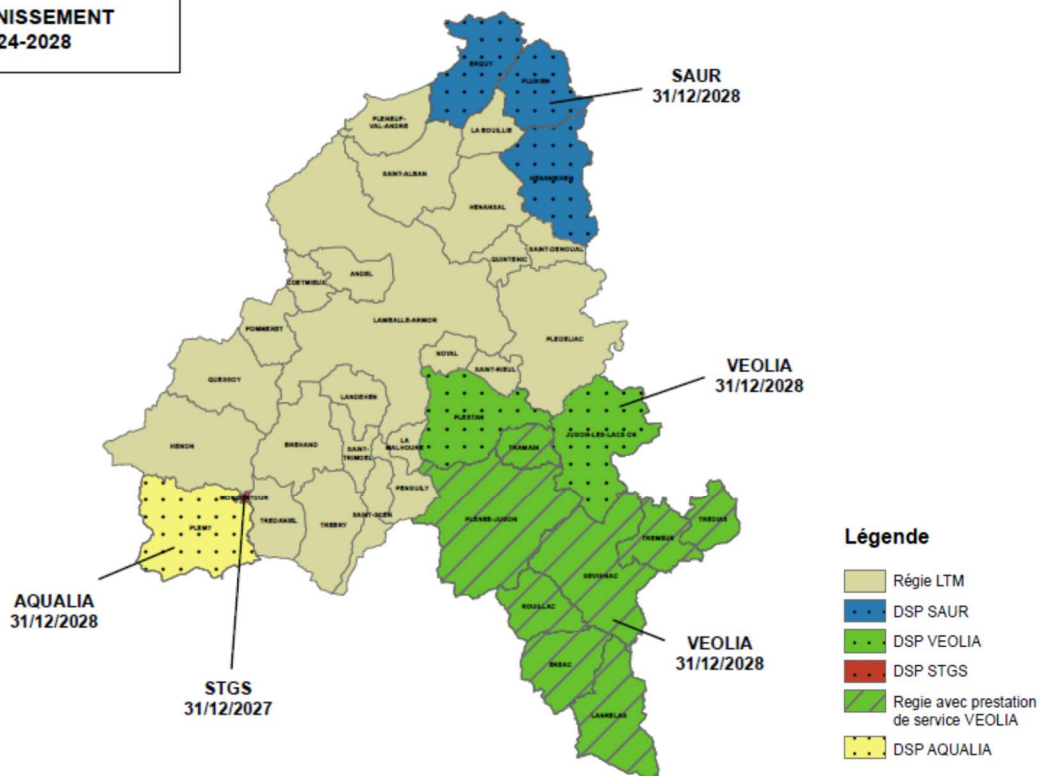 NISSEMENT
24-2028
ERQUY
PLURIEN
SAUR
31/12/2028
PLENEUF-
VAL-ANDRE
LA BOUILLIE
SAINT-ALBAN
HENANBIHEN
HENANSAL
SAINT-DENOUAL
QUINTENIC
ANDEL
COETMIEUX
LAMBALLE-ARMOR
POMMERET
PLEDELIAC
NOYAL
SAINT-RIEUL
VEOLIA
31/12/2028
QUESSOY
LANDEHEN
PLESTAN
JUGON-LES-LACS CN
HENON
BREHAND
SAINT-
TRIMOEL
LA
MALHOURE
TRAMAIN
PENGUILY
MONCONTOUR
PLEMY
TREDANIEL
TREBRY
SAINT-GLEN
PLENEE-JUGON
TREDIAS
TREMEUR
SEVIGNAC
ROUILLAC
AQUALIA
31/12/2028
VEOLIA
31/12/2028
EREAC
LANRELAS
STGS
31/12/2027
Légende
Régie LTM
DSP SAUR
DSP VEOLIA
DSP STGS
Regie avec prestation
de service VEOLIA
DSP AQUALIA